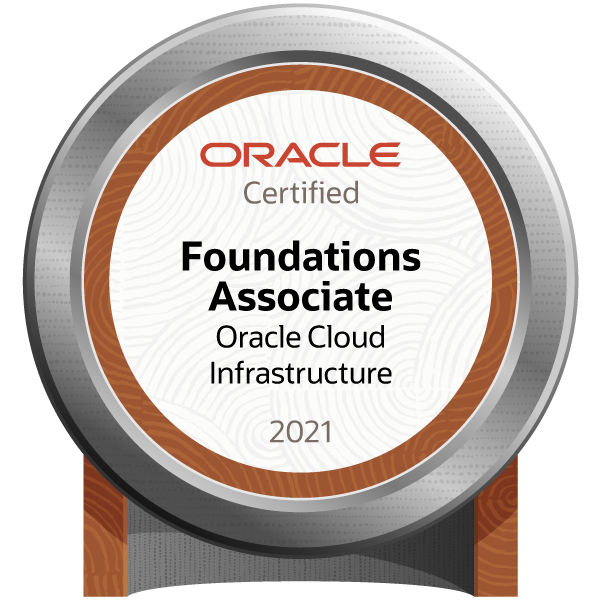 ORACLE
Certified
Foundations
Associate
Oracle Cloud
Infrastructure
2021